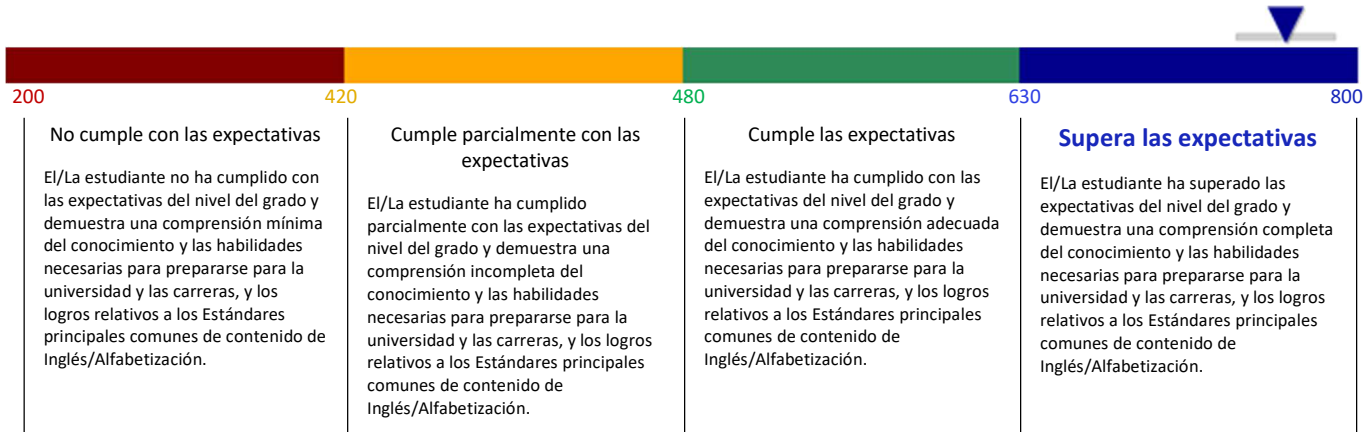 200 420 480 630 800
No cumple con las expectativas
El/La estudiante no ha cumplido con
las expectativas del nivel del grado y
demuestra una comprensión mínima
del conocimiento y las habilidades
necesarias para prepararse para la
universidad y las carreras, y los
logros relativos a los Estándares
principales comunes de contenido de
Inglés/Alfabetización.
Cumple parcialmente con las
expectativas
El/La estudiante ha cumplido
parcialmente con las expectativas del
nivel del grado y demuestra una
comprensión incompleta del
conocimiento y las habilidades
necesarias para prepararse para la
universidad y las carreras, y los logros
relativos a los Estándares principales
comunes de contenido de
Inglés/Alfabetización.
Cumple las expectativas
El/La estudiante ha cumplido con las
expectativas del nivel del grado y
demuestra una comprensión adecuada
del conocimiento y las habilidades
necesarias para prepararse para la
universidad y las carreras, y los logros
relativos a los Estándares principales
comunes de contenido de
Inglés/Alfabetización.
Supera las expectativas
El/La estudiante ha superado las
expectativas del nivel del grado y
demuestra una comprensión completa
del conocimiento y las habilidades
necesarias para prepararse para la
universidad y las carreras, y los logros
relativos a los Estándares principales
comunes de contenido de
Inglés/Alfabetización.